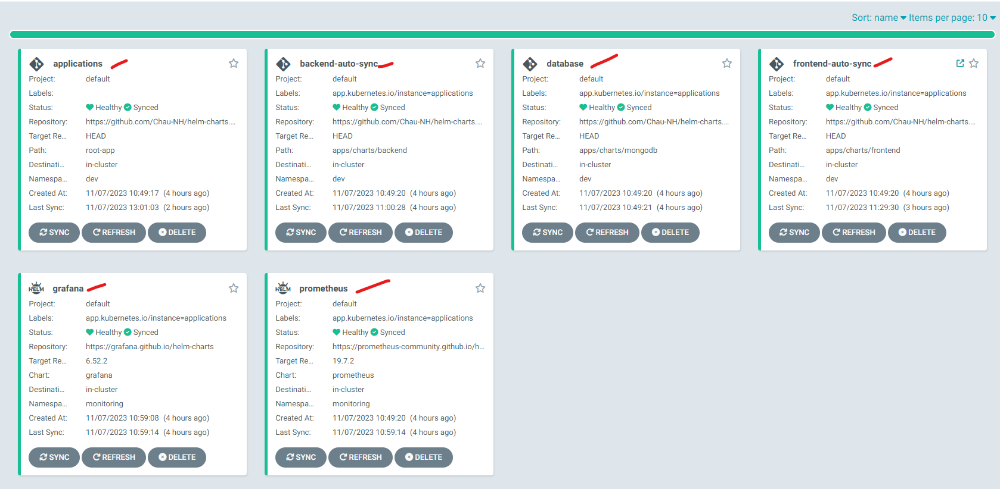 Sort: name Items per page: 10
applications
Project: default
Labels:
Status: Healthy Synced
Repository: https://github.com/Chau-NH/helm-charts....
Target Re... HEAD
Path: root-app
Destinati... in-cluster
Namespa... dev
Created At: 11/07/2023 10:49:17 (4 hours ago)
Last Sync: 11/07/2023 13:01:03 (2 hours ago)
SYNC REFRESH DELETE
backend-auto-sync
Project: default
Labels: app.kubernetes.io/instance=applications
Status: Healthy Synced
Repository: https://github.com/Chau-NH/helm-charts....
Target Re... HEAD
Path: apps/charts/backend
Destinati... in-cluster
Namespa... dev
Created At: 11/07/2023 10:49:20 (4 hours ago)
Last Sync: 11/07/2023 11:00:28 (4 hours ago)
SYNC REFRESH DELETE
database
Project: default
Labels: app.kubernetes.io/instance=applications
Status: Healthy Synced
Repository: https://github.com/Chau-NH/helm-charts....
Target Re... HEAD
Path: apps/charts/mongodb
Destinati... in-cluster
Namespa... dev
Created At: 11/07/2023 10:49:20 (4 hours ago)
Last Sync: 11/07/2023 10:49:21 (4 hours ago)
SYNC REFRESH DELETE
frontend-auto-sync
Project: default
Labels: app.kubernetes.io/instance=applications
Status: Healthy Synced
Repository: https://github.com/Chau-NH/helm-charts....
Target Re... HEAD
Path: apps/charts/frontend
Destinati... in-cluster
Namespa... dev
Created At: 11/07/2023 10:49:20 (4 hours ago)
Last Sync: 11/07/2023 11:29:30 (3 hours ago)
SYNC REFRESH DELETE
HELM grafana
Project: default
Labels: app.kubernetes.io/instance=applications
Status: Healthy Synced
Repository: https://grafana.github.io/helm-charts
Target Re... 6.52.2
Chart: grafana
Destinati... in-cluster
Namespa... monitoring
Created At: 11/07/2023 10:59:08 (4 hours ago)
Last Sync: 11/07/2023 10:59:14 (4 hours ago)
SYNC REFRESH DELETE
HELM prometheus
Project: default
Labels: app.kubernetes.io/instance=applications
Status: Healthy Synced
Repository: https://prometheus-community.github.io/h...
Target Re... 19.7.2
Chart: prometheus
Destinati... in-cluster
Namespa... monitoring
Created At: 11/07/2023 10:49:20 (4 hours ago)
Last Sync: 11/07/2023 10:59:14 (4 hours ago)
SYNC REFRESH DELETE